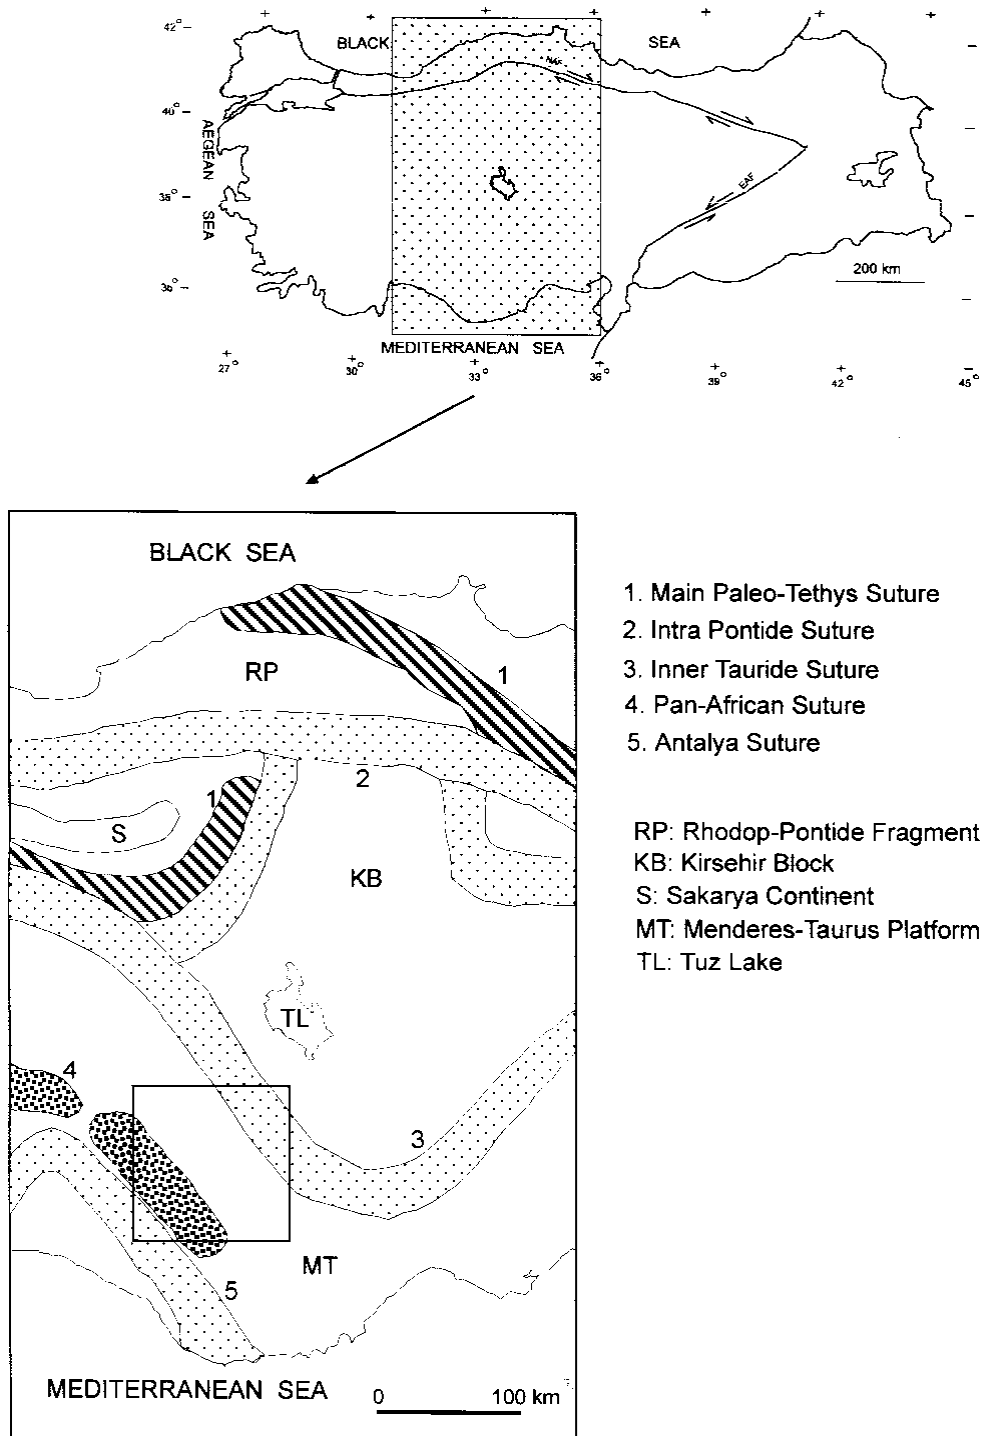 42°
BLACK SEA
NAF
40°
AEGEAN SEA
EAF
38°
200 km
36°
MEDITERRANEAN SEA
27° 30° 33° 36° 39° 42° 45°
BLACK SEA
1
RP
2
1
S
KB
TL
4
3
MT
5
MEDITERRANEAN SEA
0 100 km
1. Main Paleo-Tethys Suture
2. Intra Pontide Suture
3. Inner Tauride Suture
4. Pan-African Suture
5. Antalya Suture
RP: Rhodop-Pontide Fragment
KB: Kirsehir Block
S: Sakarya Continent
MT: Menderes-Taurus Platform
TL: Tuz Lake